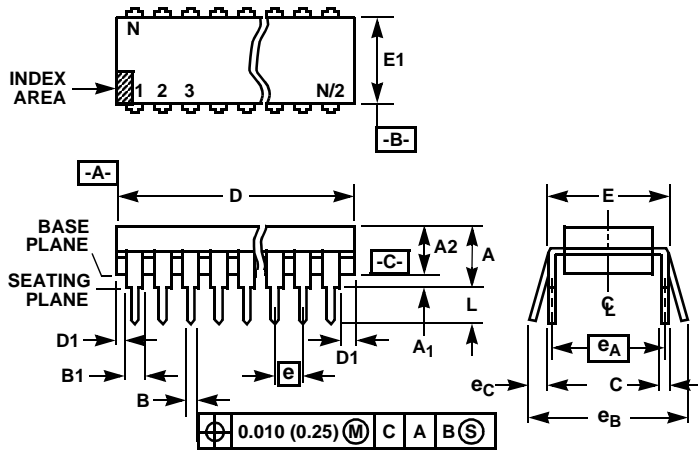 N
E1
INDEX
AREA
1 2 3 N/2
-B-
-A-
D
E
BASE
PLANE
A2
A
-C-
SEATING
PLANE
L
C L
D1
A1
D1
eA
B1
e
eC
C
B
eB
0.010 (0.25) M C A B S